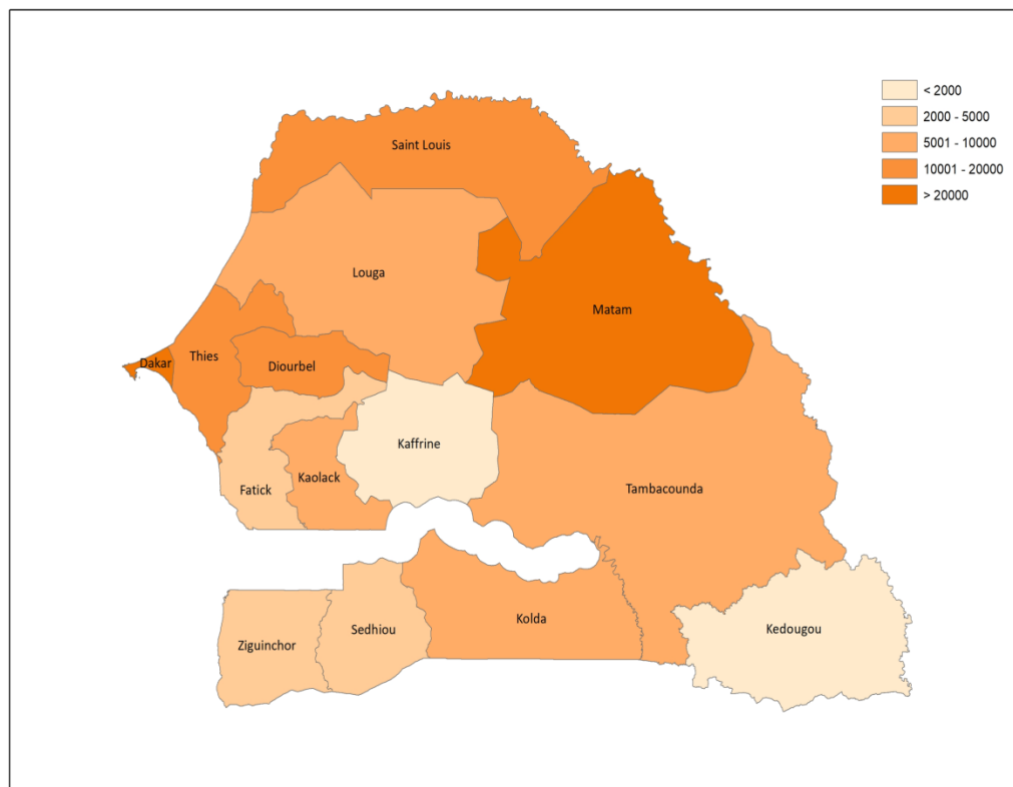 < 2000
2000 - 5000
5001 - 10000
10001 - 20000
> 20000
Saint Louis
Louga
Matam
Dakar
Thies
Diourbel
Kaffrine
Kaolack
Fatick
Tambacounda
Kolda
Sedhiou
Ziguinchor
Kedougou